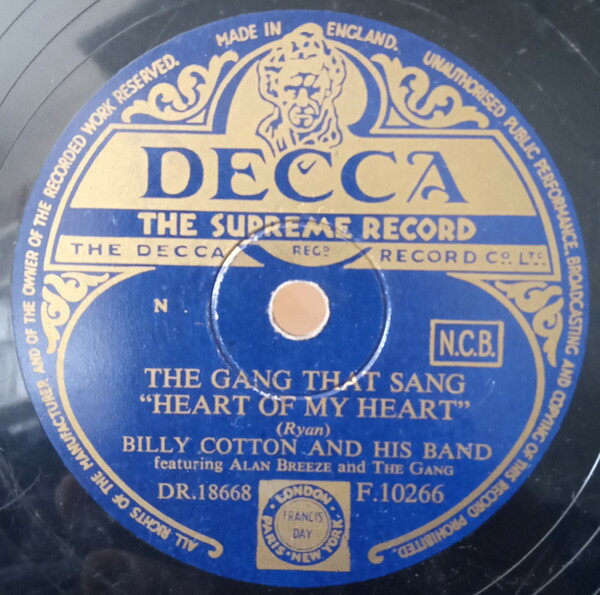 MADE IN ENGLAND.
ALL RIGHTS OF THE MANUFACTURER AND OF THE OWNER OF THE RECORDED WORK RESERVED.
UNAUTHORISED PUBLIC PERFORMANCE, BROADCASTING AND COPYING OF THIS RECORD PROHIBITED.
DECCA
THE SUPREME RECORD
THE DECCA REGD RECORD CO. LTD.
N
N.C.B.
THE GANG THAT SANG
“HEART OF MY HEART”
(Ryan)
BILLY COTTON AND HIS BAND
featuring ALAN BREEZE and THE GANG
DR.18668 F.10266
LONDON
FRANCIS
DAY
PARIS · NEW YORK